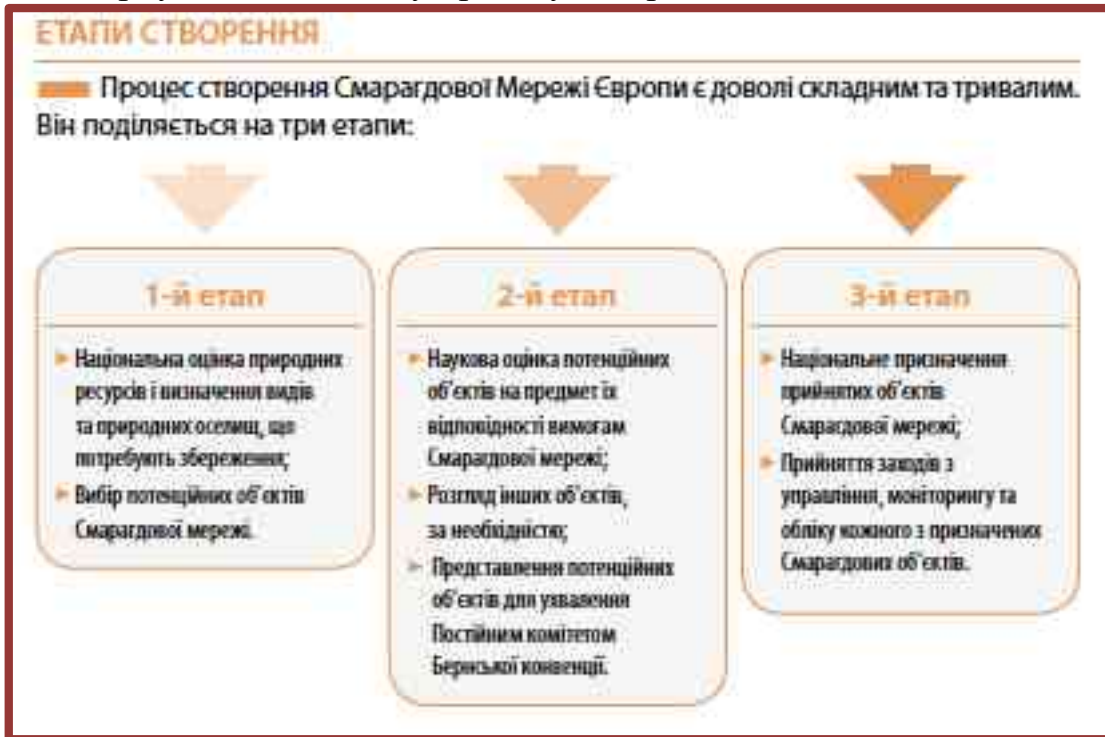 ЕТАПИ СТВОРЕННЯ
Процес створення Смарагдової Мережі Європи є доволі складним та тривалим.
Він поділяється на три етапи:
1-й етап
Національна оцінка природних
ресурсів і визначення видів
та природних оселищ, що
потребують збереження;
Вибір потенційних об'єктів
Смарагдової мережі.
2-й етап
Наукова оцінка потенційних
об'єктів на предмет їх
відповідності вимогам
Смарагдової мережі;
Розгляд інших об'єктів,
за необхідністю;
Представлення потенційних
об'єктів для ухвалення
Постійним комітетом
Бернської конвенції.
3-й етап
Національне призначення
прийнятих об'єктів
Смарагдової мережі;
Прийняття заходів з
управління, моніторингу та
обліку кожного з призначених
Смарагдових об'єктів.